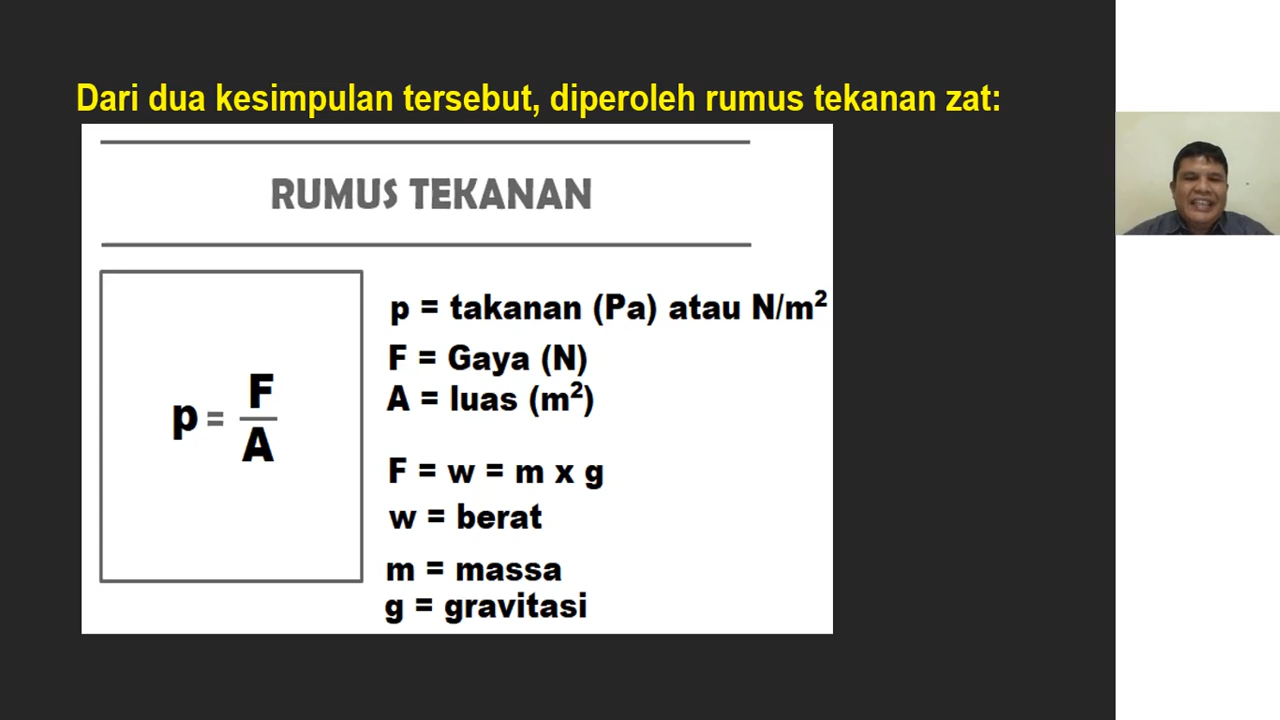 Dari dua kesimpulan tersebut, diperoleh rumus tekanan zat:
RUMUS TEKANAN
p = F/A
p = takanan (Pa) atau N/m²
F = Gaya (N)
A = luas (m²)
F = w = m x g
w = berat
m = massa
g = gravitasi